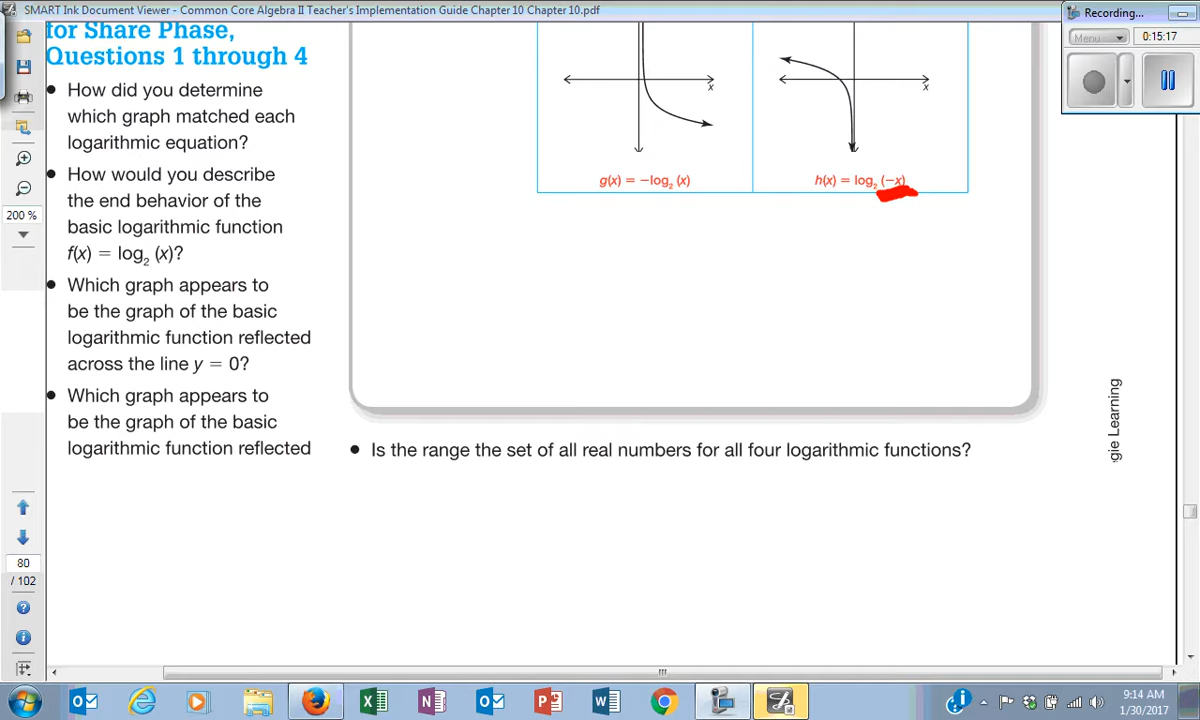 SMART Ink Document Viewer - Common Core Algebra II Teacher's Implementation Guide Chapter 10 Chapter 10.pdf
Recording...
Menu
0:15:17
for Share Phase,
Questions 1 through 4
• How did you determine
which graph matched each
logarithmic equation?
• How would you describe
the end behavior of the
basic logarithmic function
f(x) = log₂ (x)?
• Which graph appears to
be the graph of the basic
logarithmic function reflected
across the line y = 0?
• Which graph appears to
be the graph of the basic
logarithmic function reflected
x
x
g(x) = −log₂ (x)
h(x) = log₂ (−x)
• Is the range the set of all real numbers for all four logarithmic functions?
gie Learning
200 %
80
/ 102
9:14 AM
1/30/2017